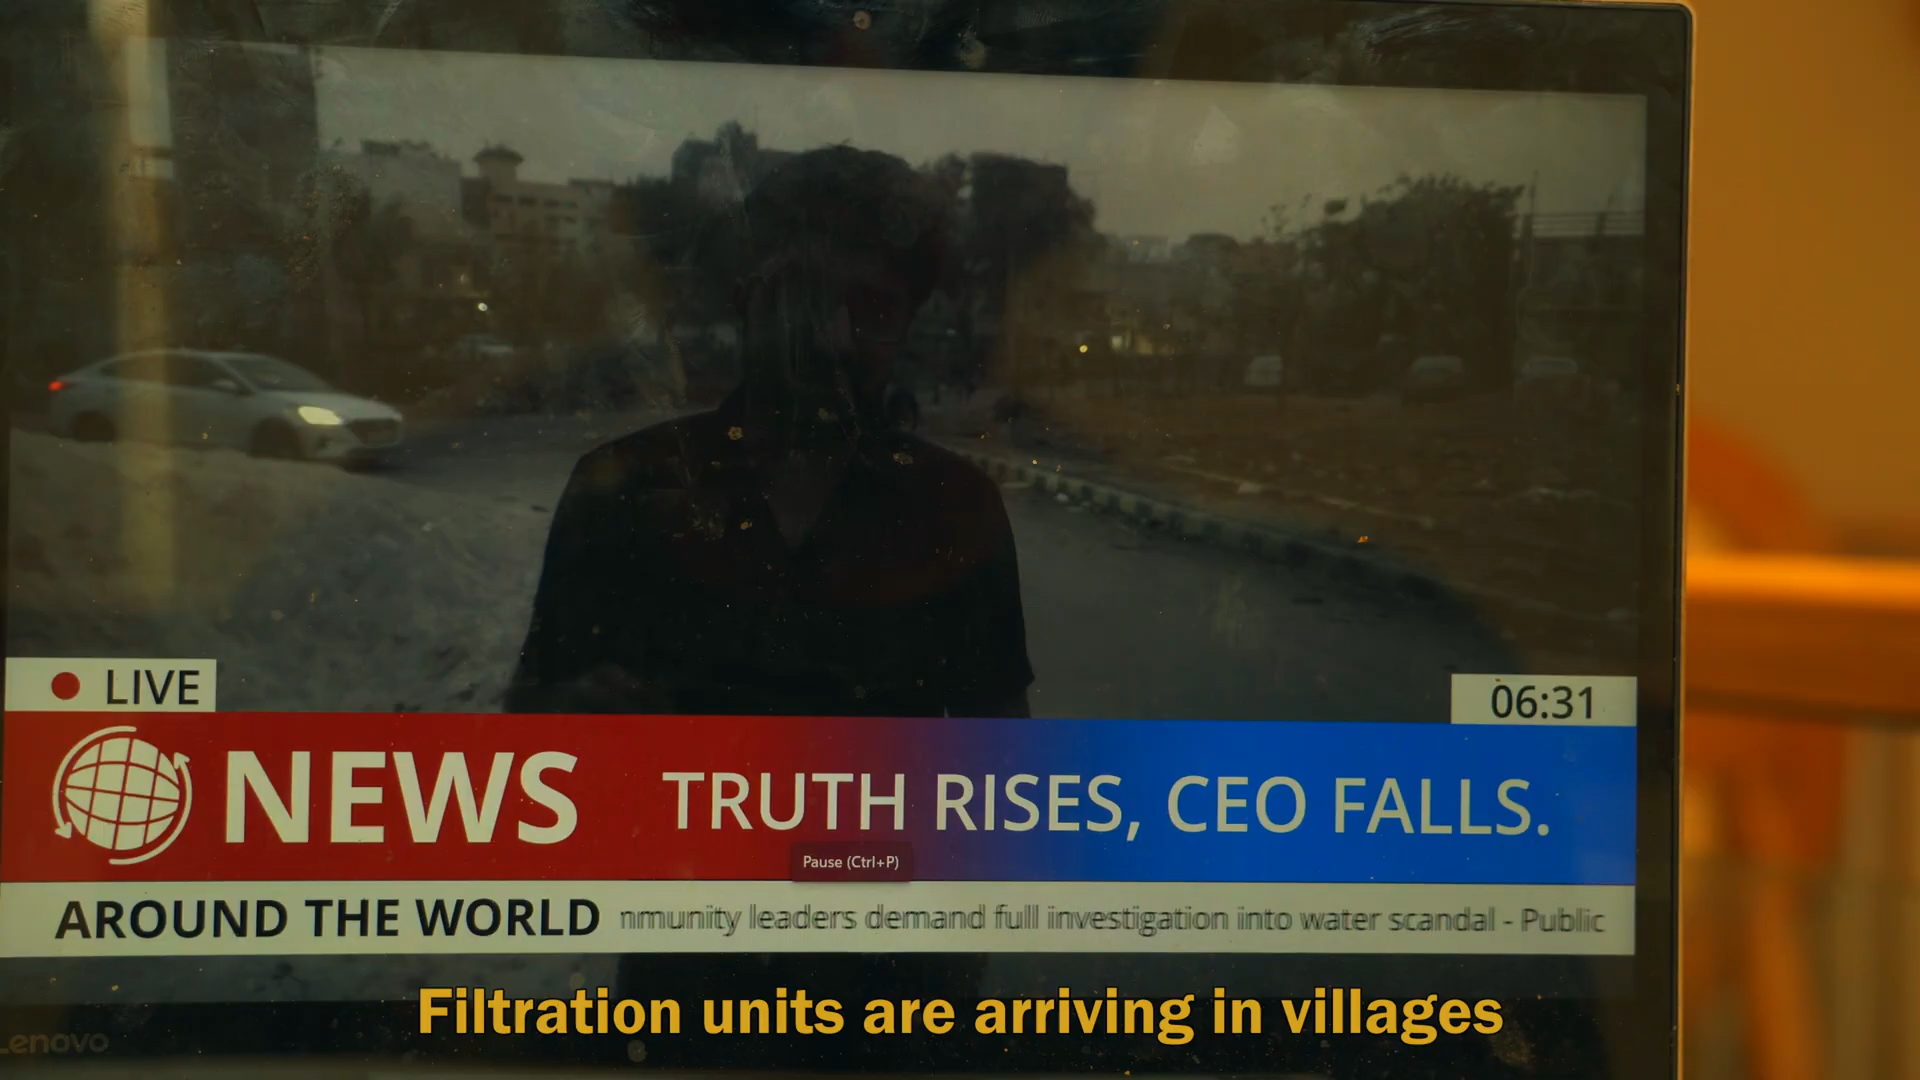 LIVE
06:31
NEWS
TRUTH RISES, CEO FALLS.
Pause (Ctrl+P)
AROUND THE WORLD
nmunity leaders demand full investigation into water scandal - Public
Filtration units are arriving in villages
Lenovo